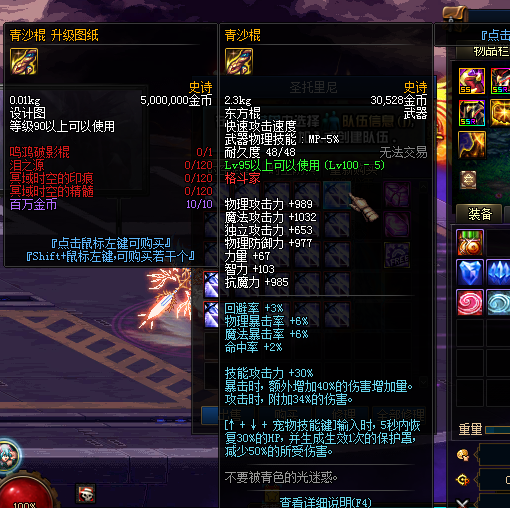 青沙棍 升级图纸
史诗
0.01kg 5,000,000金币
设计图
等级90以上可以使用
鸣鸿破影棍 0/1
泪之源 0/120
冥域时空的印痕 0/120
冥域时空的精髓 0/120
百万金币 10/10
『点击鼠标左键可购买』
『Shift+鼠标左键,可购买若干个』
青沙棍
史诗
2.3kg 30,528金币
东方棍 武器
快速攻击速度
武器物理技能 : MP-5%
耐久度 48/48 无法交易
Lv95以上可以使用 (Lv100 - 5)
格斗家
物理攻击力 +989
魔法攻击力 +1032
独立攻击力 +653
物理防御力 +977
力量 +67
智力 +103
抗魔力 +985
回避率 +3%
物理暴击率 +6%
魔法暴击率 +6%
命中率 +2%
技能攻击力 +30%
暴击时, 额外增加40%的伤害增加量。
攻击时, 附加34%的伤害。
[↑ + ↓ + 宠物技能键]输入时, 5秒内恢
复30%的HP, 并生成生效1次的保护罩,
减少50%的所受伤害。
不要被青色的光迷惑。
查看详细说明(F4)
『点击
物品栏
装备
重量
100%